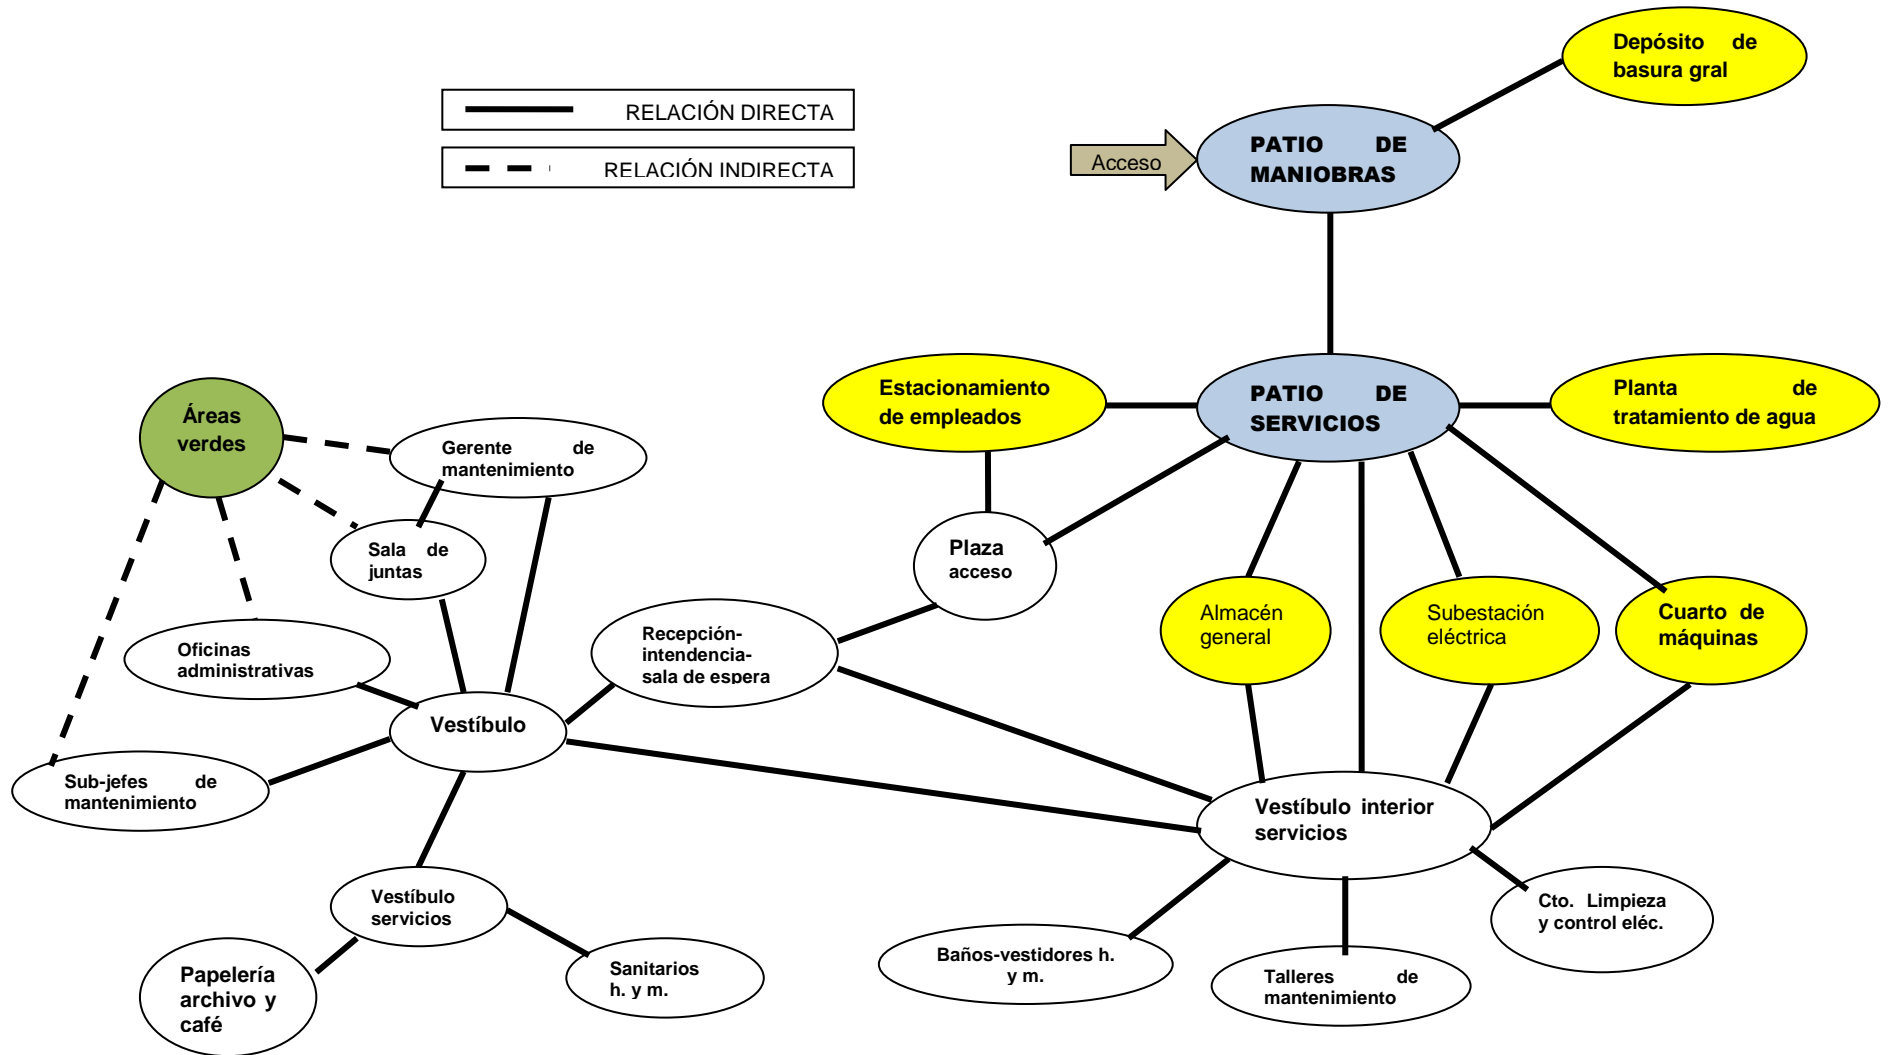 Depósito de
basura gral
RELACIÓN DIRECTA
RELACIÓN INDIRECTA
Acceso
PATIO DE
MANIOBRAS
Estacionamiento
de empleados
PATIO DE
SERVICIOS
Planta de
tratamiento de agua
Áreas
verdes
Gerente de
mantenimiento
Sala de
juntas
Plaza
acceso
Almacén
general
Subestación
eléctrica
Cuarto de
máquinas
Recepción-
intendencia-
sala de espera
Oficinas
administrativas
Vestíbulo
Sub-jefes de
mantenimiento
Vestíbulo interior
servicios
Vestíbulo
servicios
Cto. Limpieza
y control eléc.
Papelería
archivo y
café
Sanitarios
h. y m.
Baños-vestidores h.
y m.
Talleres de
mantenimiento